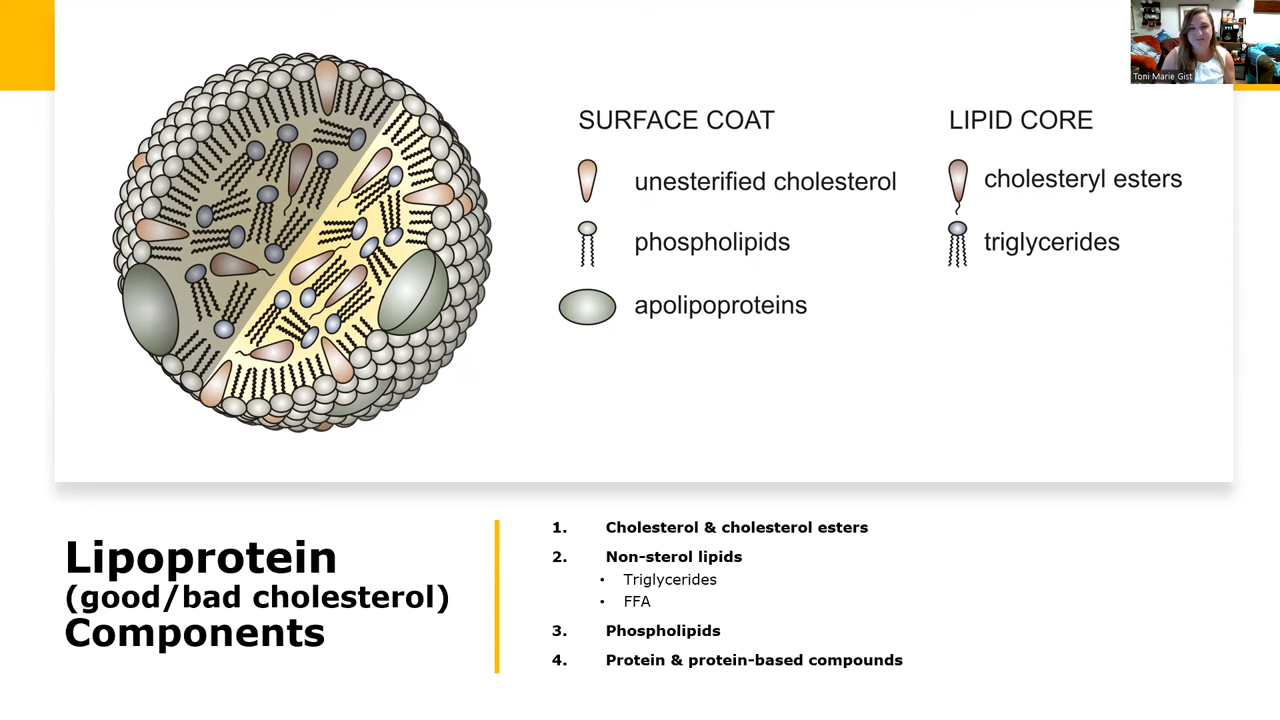 Toni Marie Gist
SURFACE COAT
unesterified cholesterol
phospholipids
apolipoproteins
LIPID CORE
cholesteryl esters
triglycerides
Lipoprotein
(good/bad cholesterol)
Components
1. Cholesterol & cholesterol esters
2. Non-sterol lipids
• Triglycerides
• FFA
3. Phospholipids
4. Protein & protein-based compounds